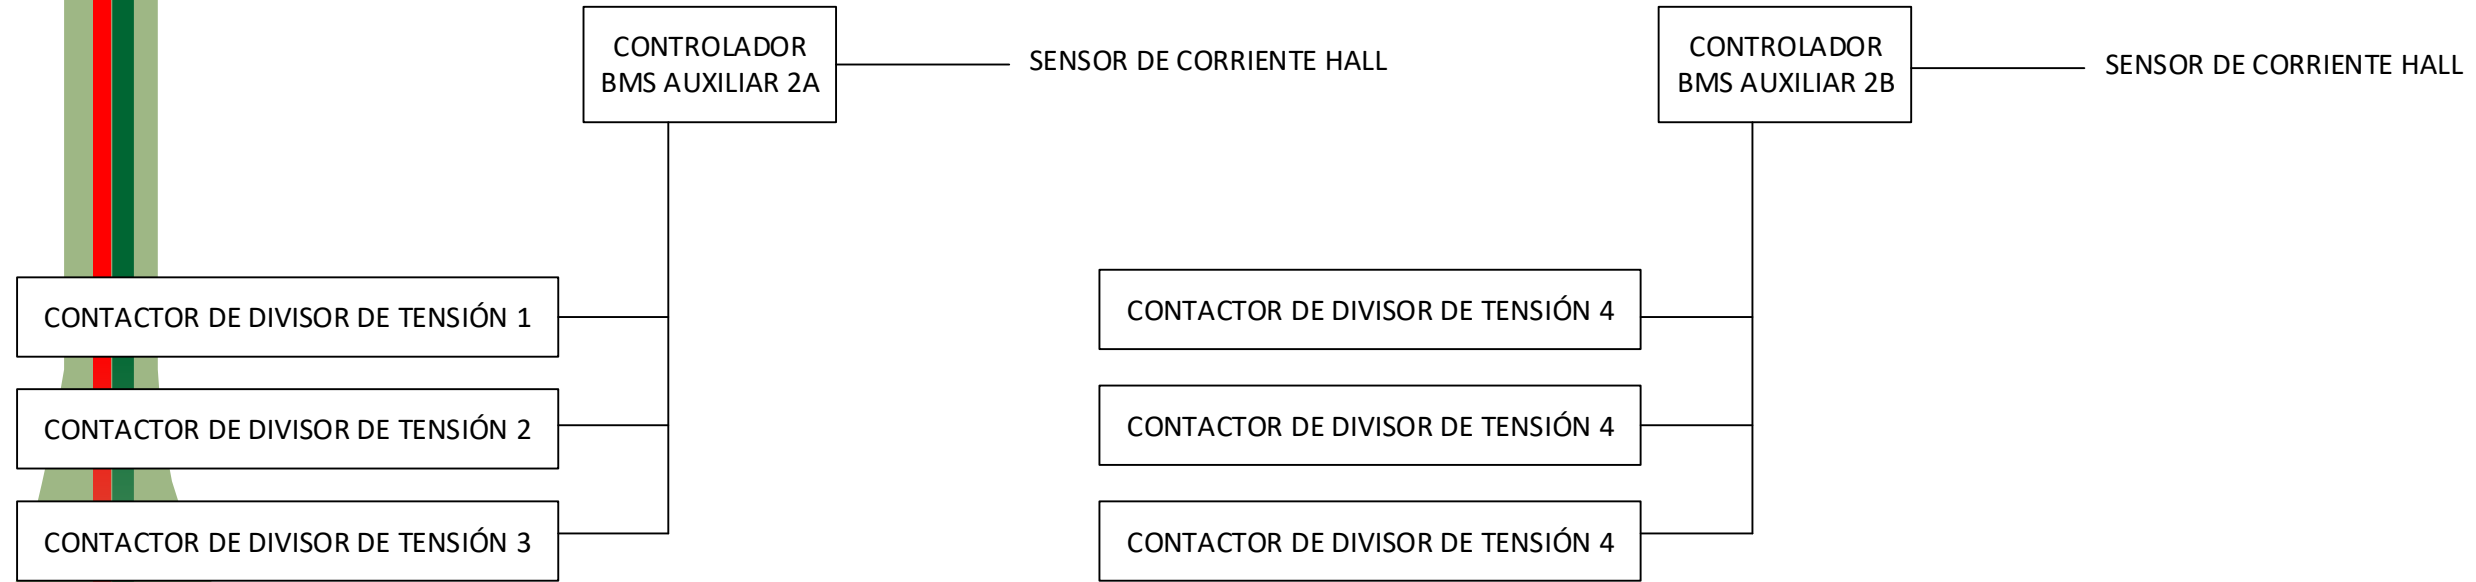 CONTROLADOR
BMS AUXILIAR 2A
SENSOR DE CORRIENTE HALL
CONTACTOR DE DIVISOR DE TENSIÓN 1
CONTACTOR DE DIVISOR DE TENSIÓN 2
CONTACTOR DE DIVISOR DE TENSIÓN 3
CONTROLADOR
BMS AUXILIAR 2B
SENSOR DE CORRIENTE HALL
CONTACTOR DE DIVISOR DE TENSIÓN 4
CONTACTOR DE DIVISOR DE TENSIÓN 4
CONTACTOR DE DIVISOR DE TENSIÓN 4